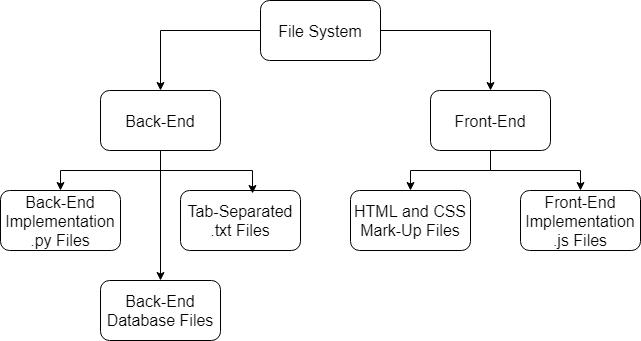 File System
Back-End
Front-End
Back-End
Implementation
.py Files
Tab-Separated
.txt Files
HTML and CSS
Mark-Up Files
Front-End
Implementation
.js Files
Back-End
Database Files